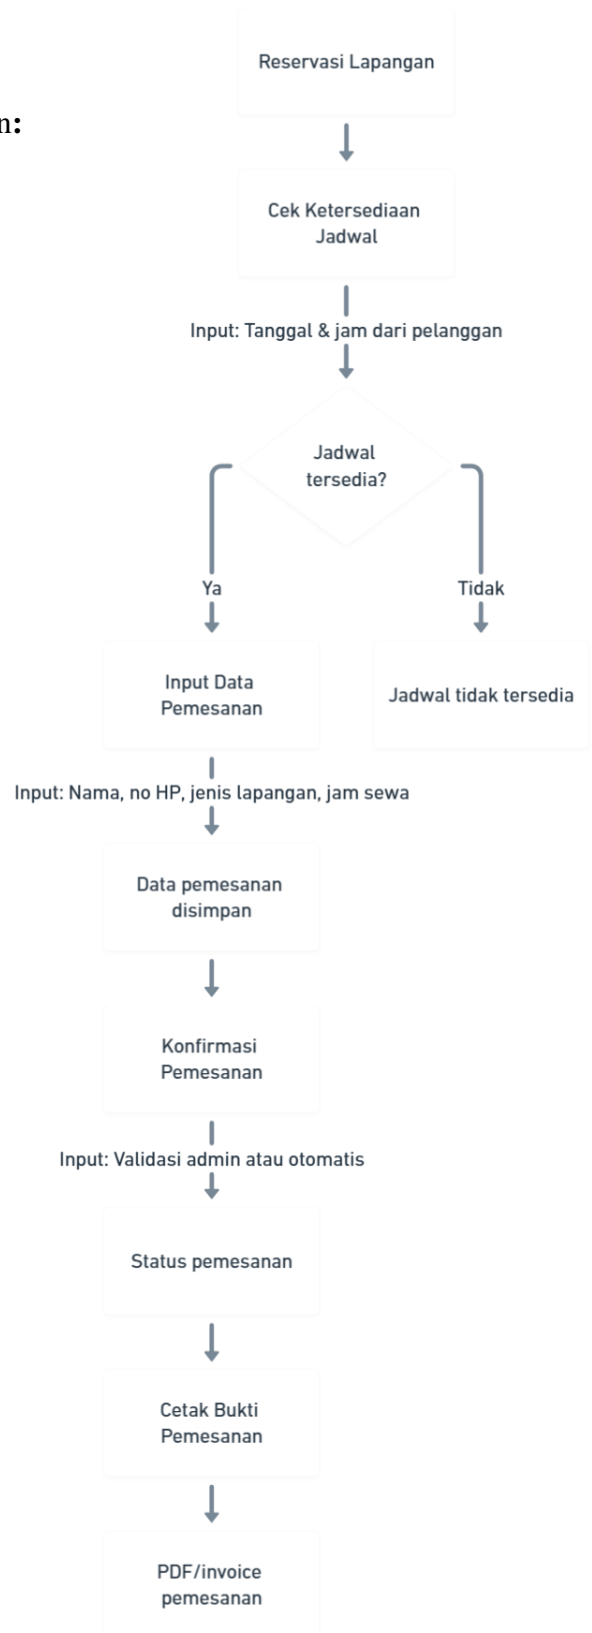 Reservasi Lapangan
n:
Cek Ketersediaan
Jadwal
Input: Tanggal & jam dari pelanggan
Jadwal
tersedia?
Ya
Tidak
Input Data
Pemesanan
Jadwal tidak tersedia
Input: Nama, no HP, jenis lapangan, jam sewa
Data pemesanan
disimpan
Konfirmasi
Pemesanan
Input: Validasi admin atau otomatis
Status pemesanan
Cetak Bukti
Pemesanan
PDF/invoice
pemesanan